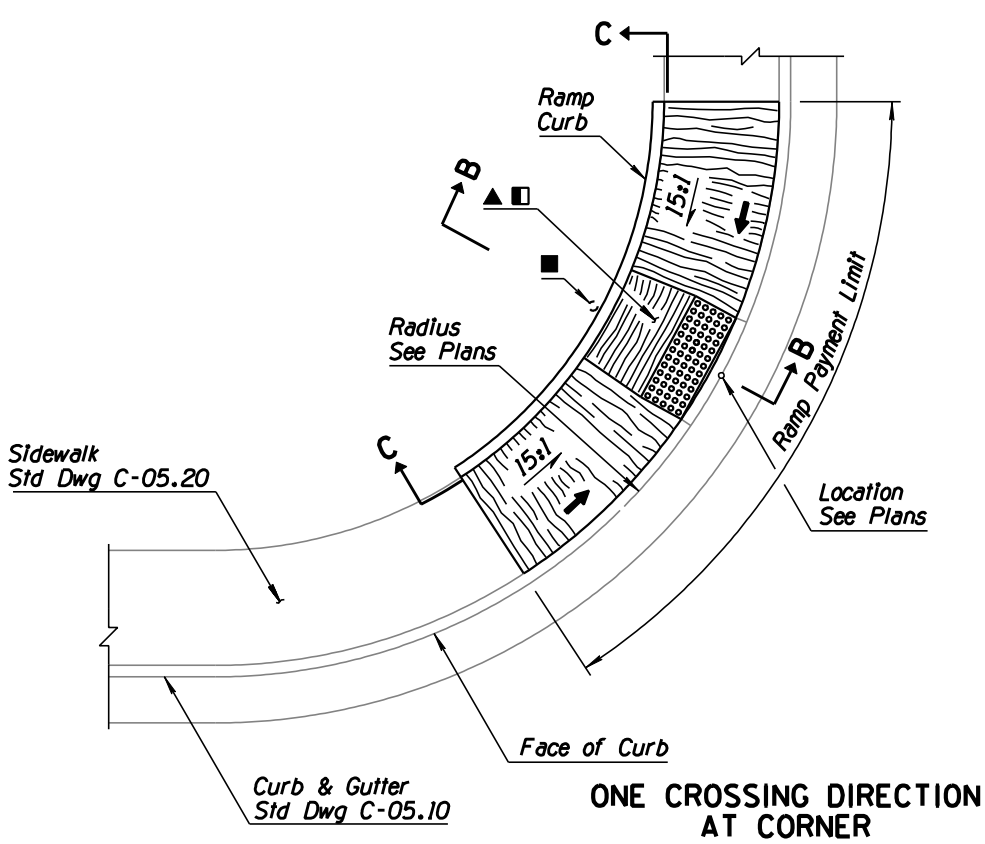 C
Ramp
Curb
B
15:1
Radius
See Plans
B
Ramp Payment Limit
C
15:1
Sidewalk
Std Dwg C-05.20
Location
See Plans
Face of Curb
Curb & Gutter
Std Dwg C-05.10
ONE CROSSING DIRECTION
AT CORNER